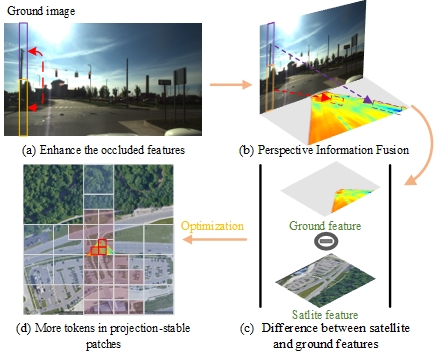 Ground image
(a) Enhance the occluded features
(b) Perspective Information Fusion
Ground feature
Optimization
Satlite feature
(d) More tokens in projection-stable
patches
(c) Difference between satellite
and ground features